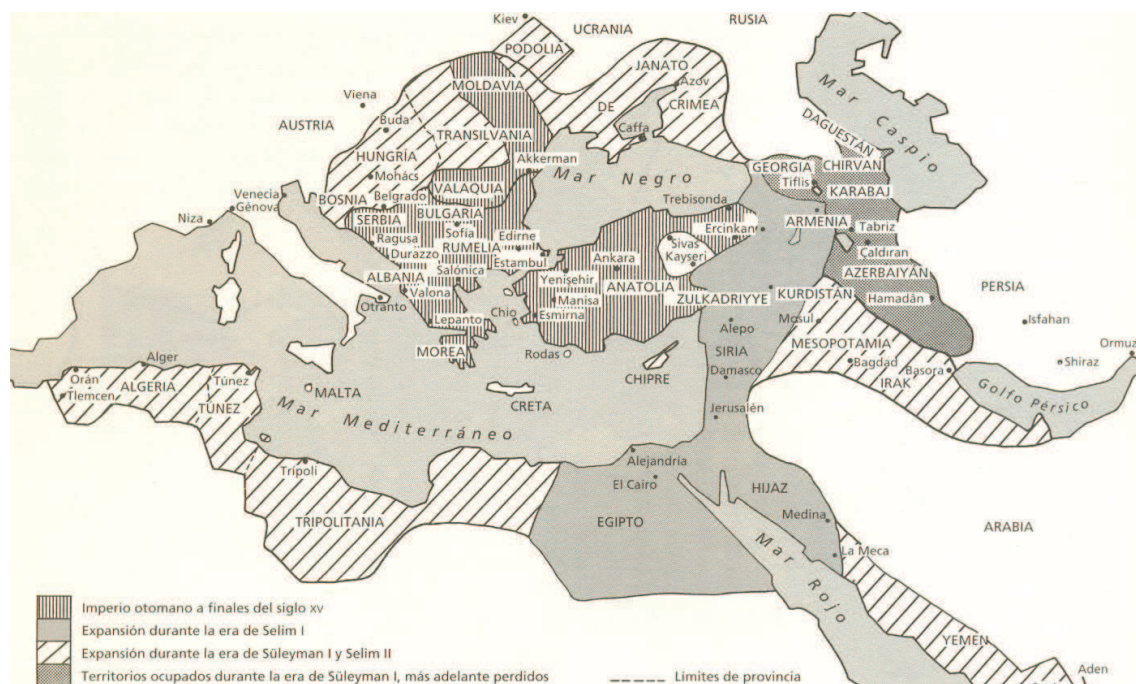 Kiev
UCRANIA
RUSIA
PODOLIA
JANATO
MOLDAVIA
Azov
Viena
DE
CRIMEA
Mar Caspio
AUSTRIA
Buda
TRANSILVANIA
Caffa
DAGUESTÁN
HUNGRÍA
Akkerman
GEORGIA
CHIRVAN
Mohács
VALAQUIA
Mar Negro
Tiflis
KARABAJ
Venecia
BOSNIA
Belgrado
Génova
Niza
SERBIA
BULGARIA
Trebisonda
ARMENIA
Sofía
Ercinkan
Tabriz
Ragusa
RUMELIA
Edirne
Sivas
Durazzo
Estambul
Ankara
Kayseri
Çaldıran
ALBANIA
Salónica
Yenişehir
ANATOLIA
AZERBAIYÁN
Valona
Manisa
ZULKADRIYYE
KURDISTÁN
Hamadân
PERSIA
Otranto
Chio
Esmirna
Lepanto
Mosul
Isfahan
Alepo
MOREA
Rodas
SIRIA
MESOPOTAMIA
Ormuz
Alger
Bagdad
Shiraz
Orán
ALGERIA
Túnez
CHIPRE
Damasco
Basora
Tlemcen
MALTA
IRAK
TÚNEZ
CRETA
Golfo Pérsico
Mar Mediterráneo
Jerusalén
Trípoli
Alejandría
El Cairo
HIJAZ
TRIPOLITANIA
EGIPTO
Medina
ARABIA
Mar Rojo
La Meca
YEMEN
Aden
Imperio otomano a finales del siglo XV
Expansión durante la era de Selim I
Expansión durante la era de Süleyman I y Selim II
Territorios ocupados durante la era de Süleyman I, más adelante perdidos
Límites de provincia